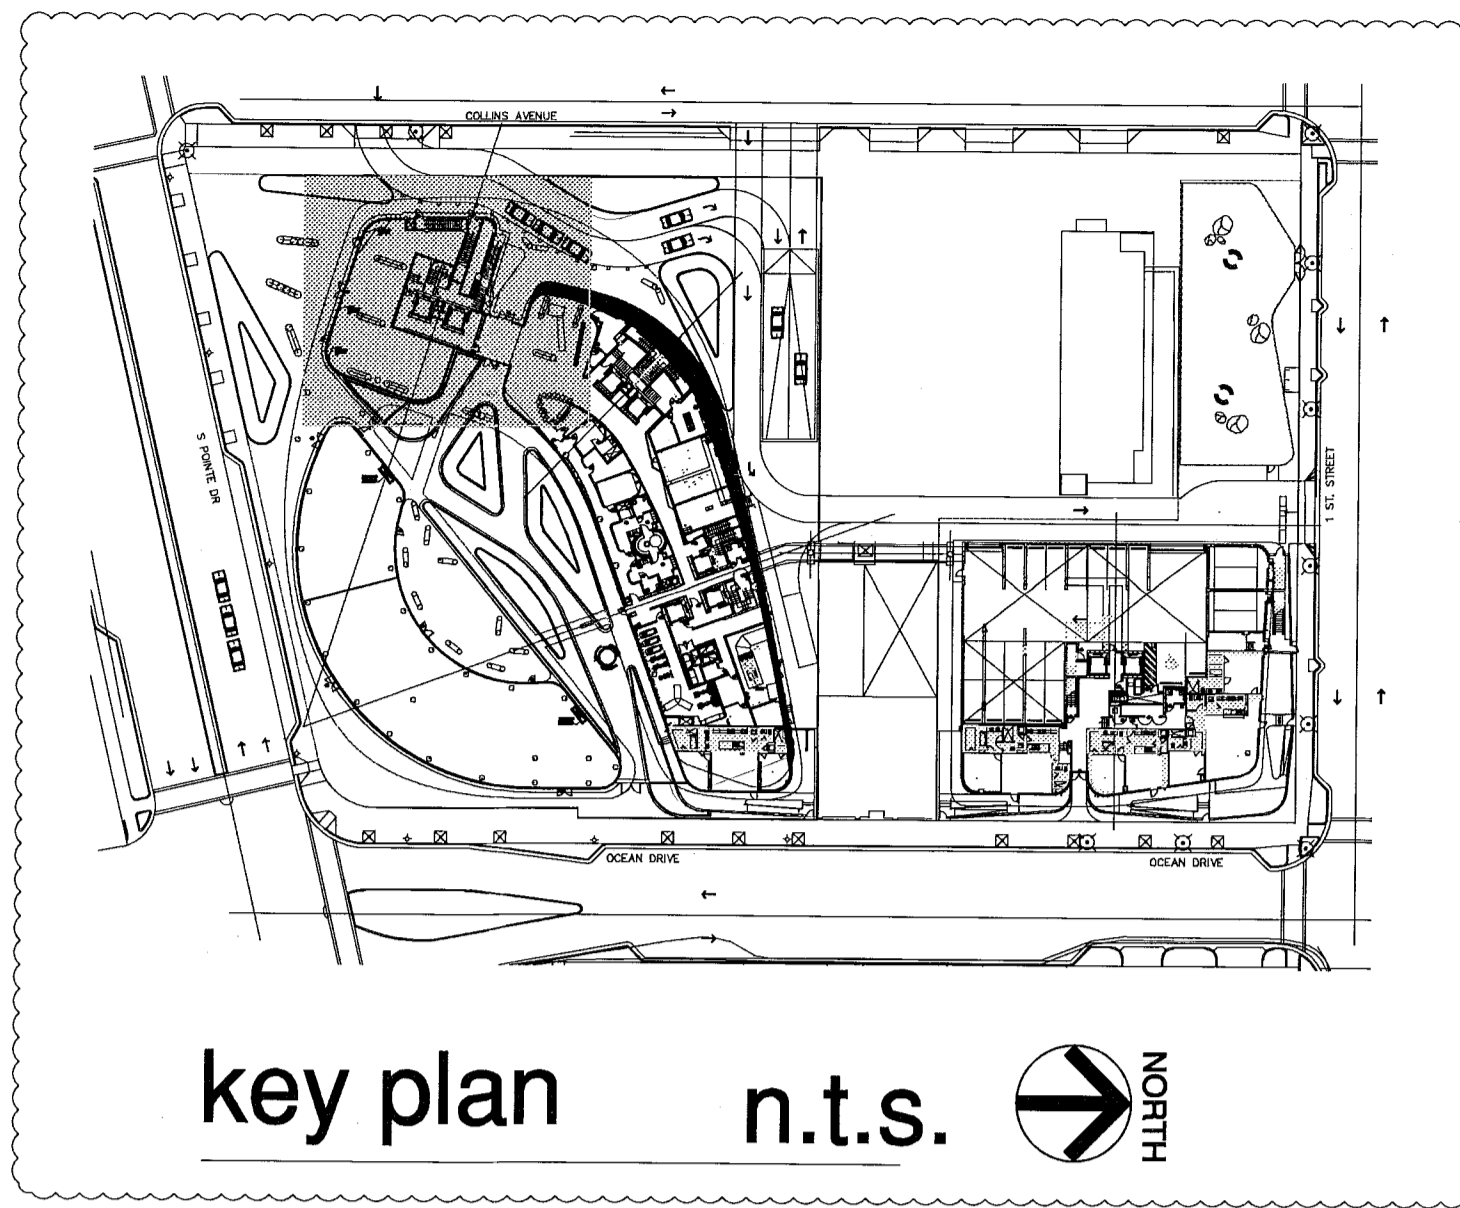 COLLINS AVENUE
S POINTE DR
1 ST. STREET
OCEAN DRIVE
OCEAN DRIVE
key plan
n.t.s.
NORTH